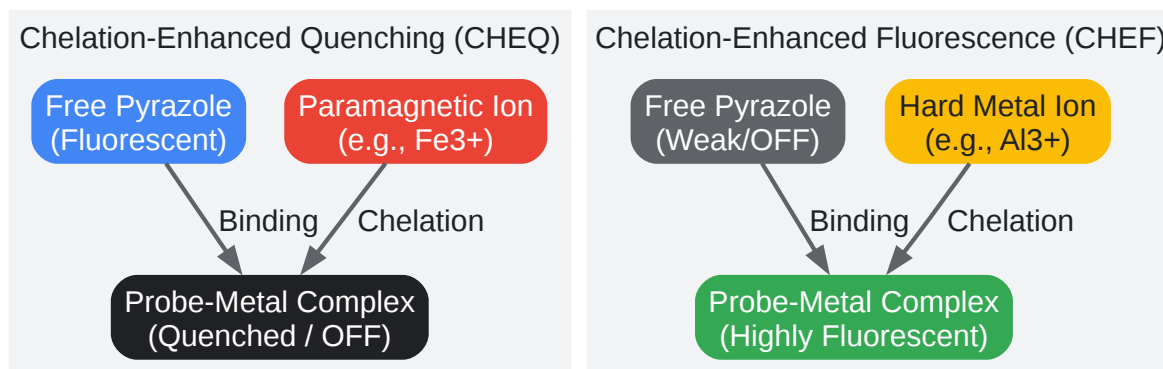 Chelation-Enhanced Quenching (CHEQ)
Free Pyrazole
(Fluorescent)
Paramagnetic Ion
(e.g., Fe3+)
Binding
Chelation
Probe-Metal Complex
(Quenched / OFF)
Chelation-Enhanced Fluorescence (CHEF)
Free Pyrazole
(Weak/OFF)
Hard Metal Ion
(e.g., Al3+)
Binding
Chelation
Probe-Metal Complex
(Highly Fluorescent)